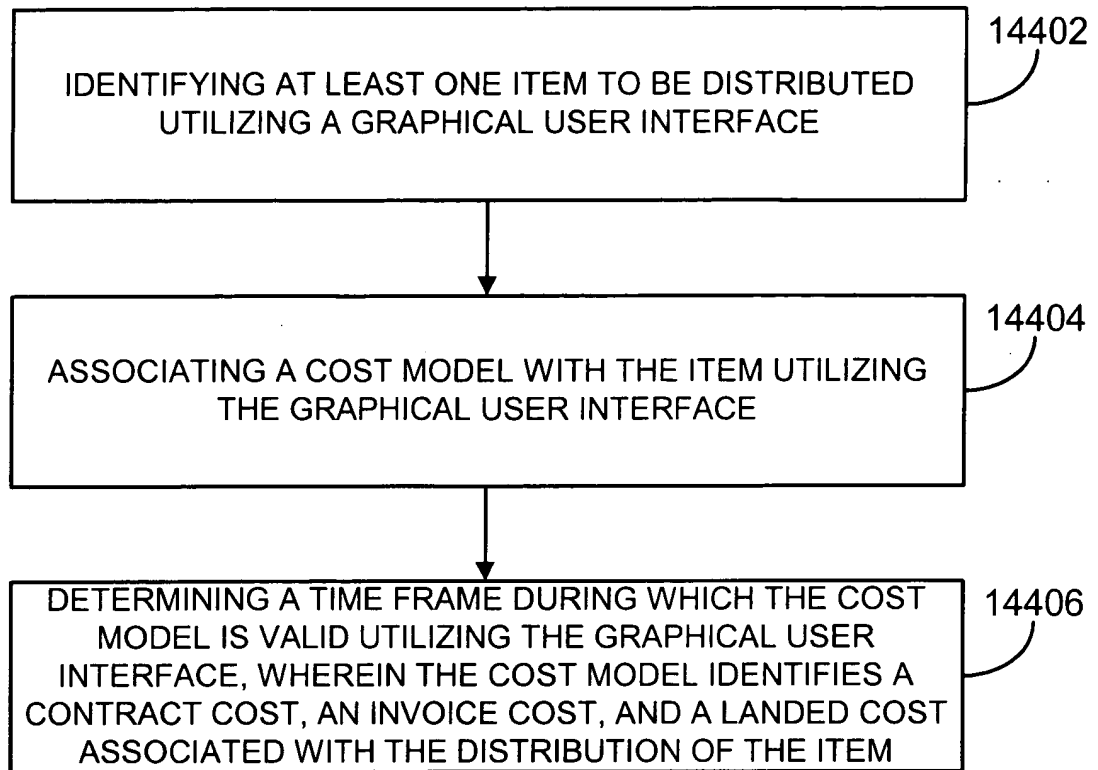 14402
IDENTIFYING AT LEAST ONE ITEM TO BE DISTRIBUTED
UTILIZING A GRAPHICAL USER INTERFACE
14404
ASSOCIATING A COST MODEL WITH THE ITEM UTILIZING
THE GRAPHICAL USER INTERFACE
14406
DETERMINING A TIME FRAME DURING WHICH THE COST
MODEL IS VALID UTILIZING THE GRAPHICAL USER
INTERFACE, WHEREIN THE COST MODEL IDENTIFIES A
CONTRACT COST, AN INVOICE COST, AND A LANDED COST
ASSOCIATED WITH THE DISTRIBUTION OF THE ITEM